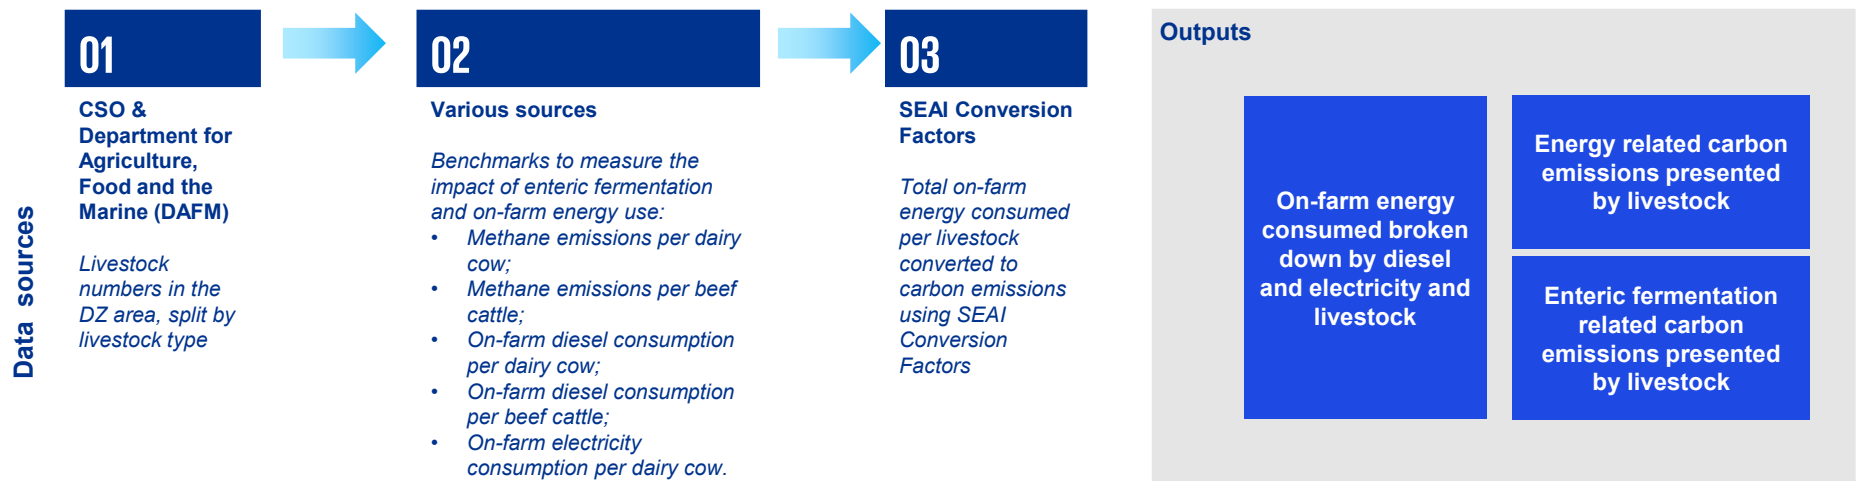 Data sources
01
CSO &
Department for
Agriculture,
Food and the
Marine (DAFM)
Livestock
numbers in the
DZ area, split by
livestock type
02
Various sources
Benchmarks to measure the
impact of enteric fermentation
and on-farm energy use:
• Methane emissions per dairy
cow;
• Methane emissions per beef
cattle;
• On-farm diesel consumption
per dairy cow;
• On-farm diesel consumption
per beef cattle;
• On-farm electricity
consumption per dairy cow.
03
SEAI Conversion
Factors
Total on-farm
energy consumed
per livestock
converted to
carbon emissions
using SEAI
Conversion
Factors
Outputs
On-farm energy
consumed broken
down by diesel
and electricity and
livestock
Energy related carbon
emissions presented
by livestock
Enteric fermentation
related carbon
emissions presented
by livestock